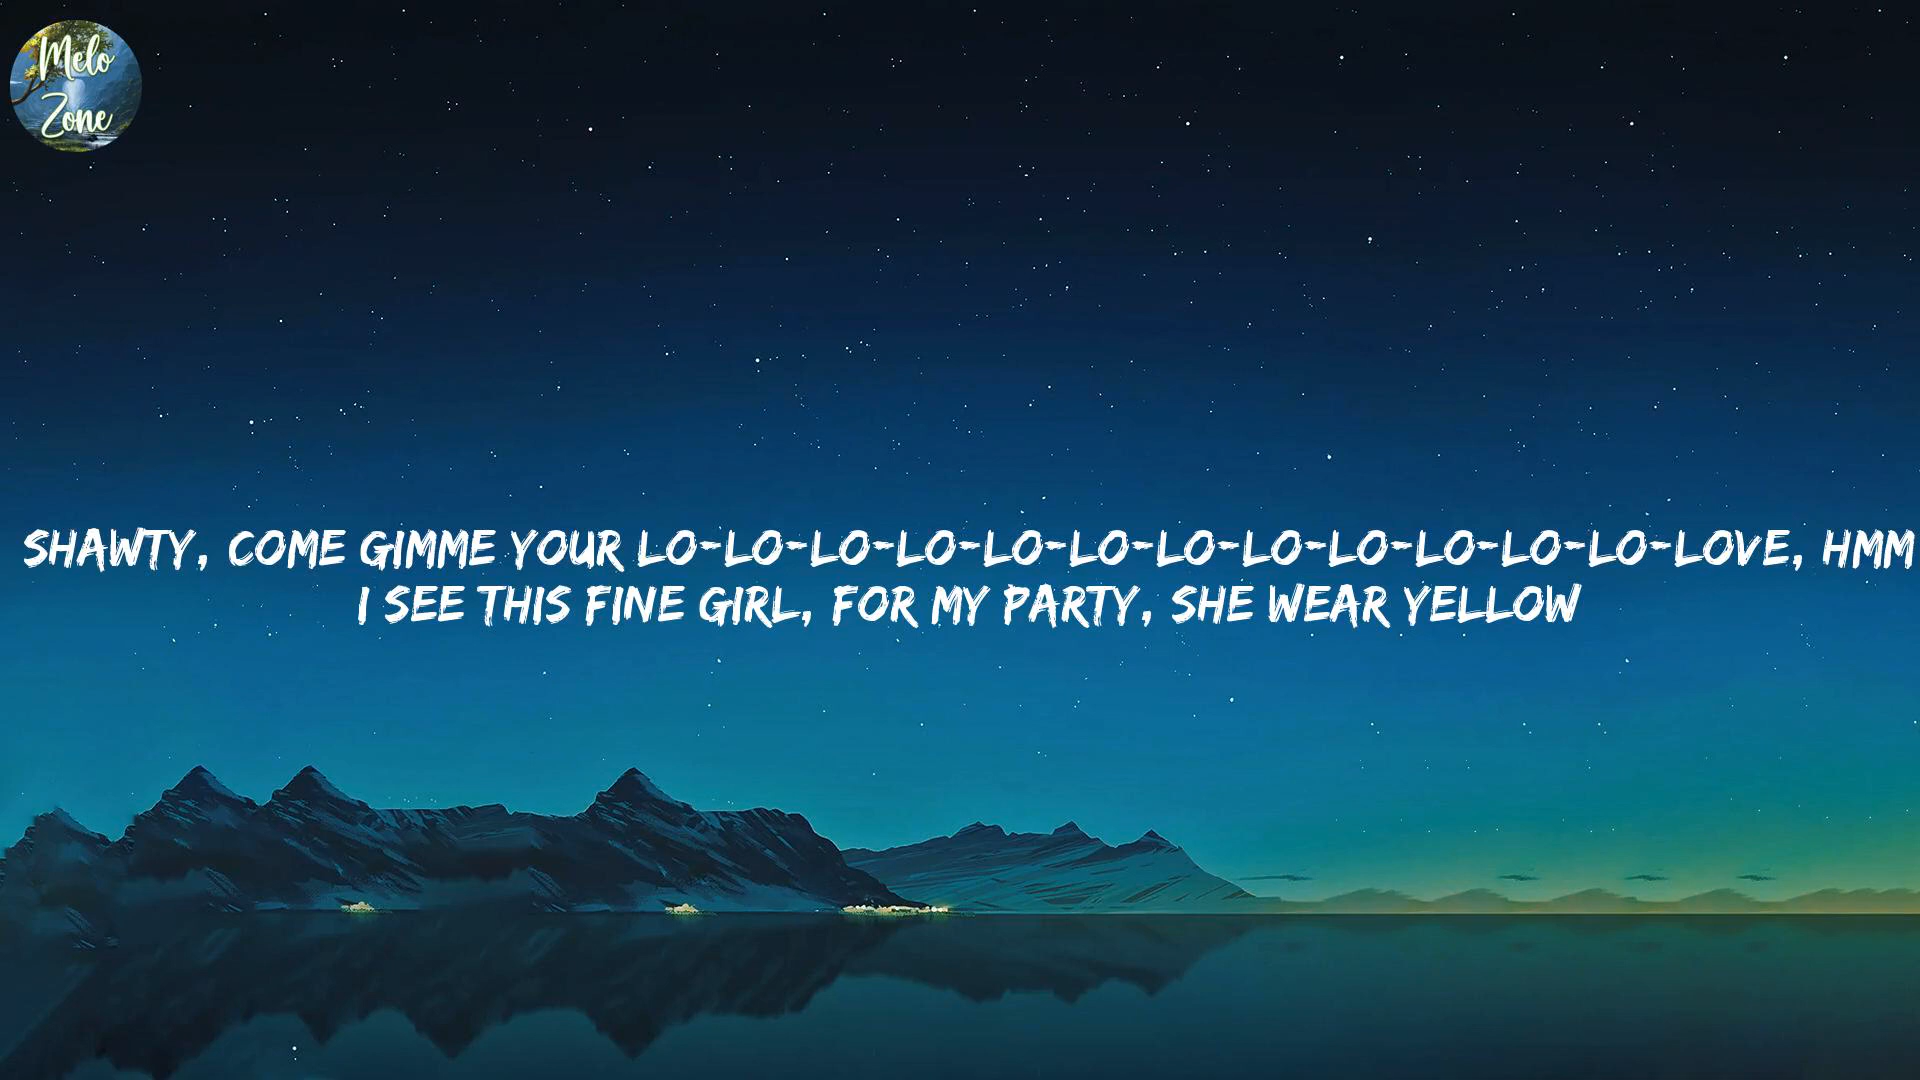 Melo
Zone
SHAWTY, COME GIMME YOUR LO-LO-LO-LO-LO-LO-LO-LO-LO-LO-LO-LO-LOVE, HMM
I SEE THIS FINE GIRL, FOR MY PARTY, SHE WEAR YELLOW